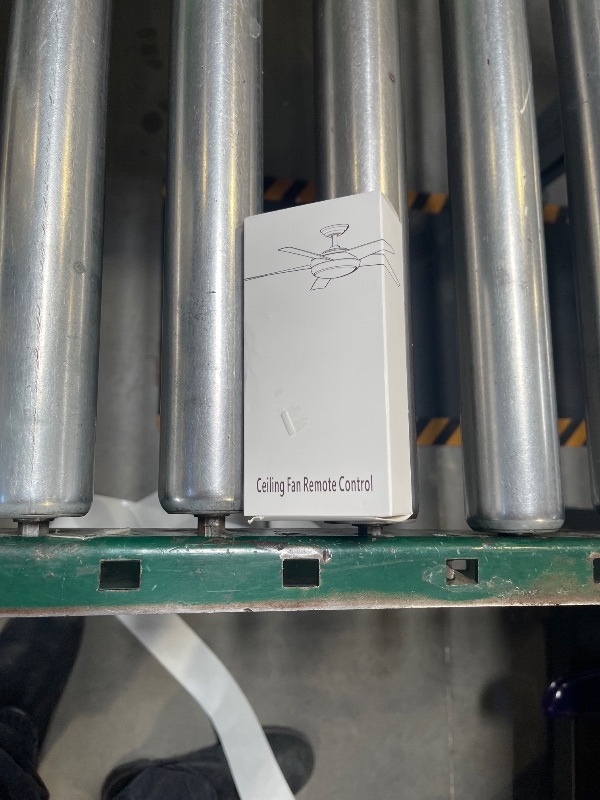 Ceiling Fan Remote Control